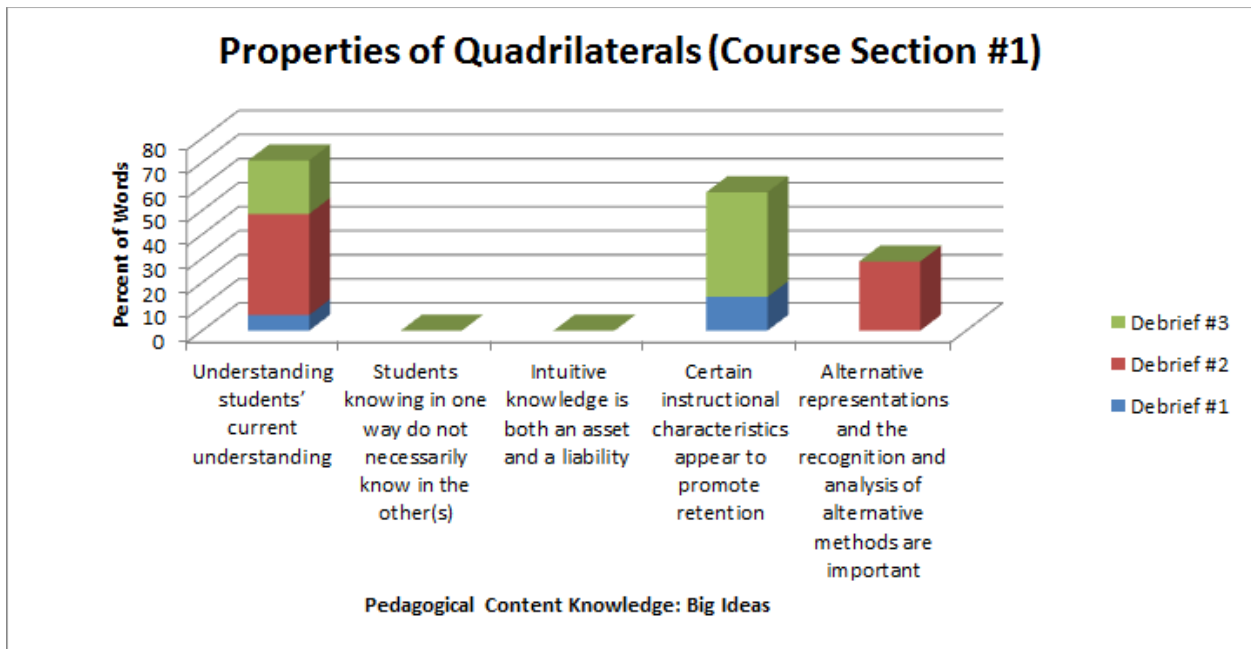 Properties of Quadrilaterals (Course Section #1)
Percent of Words
80
70
60
50
40
30
20
10
0
Understanding
students’
current
understanding
Students
knowing in one
way do not
necessarily
know in the
other(s)
Intuitive
knowledge is
both an asset
and a liability
Certain
instructional
characteristics
appear to
promote
retention
Alternative
representations
and the
recognition and
analysis of
alternative
methods are
important
Pedagogical Content Knowledge: Big Ideas
Debrief #3
Debrief #2
Debrief #1